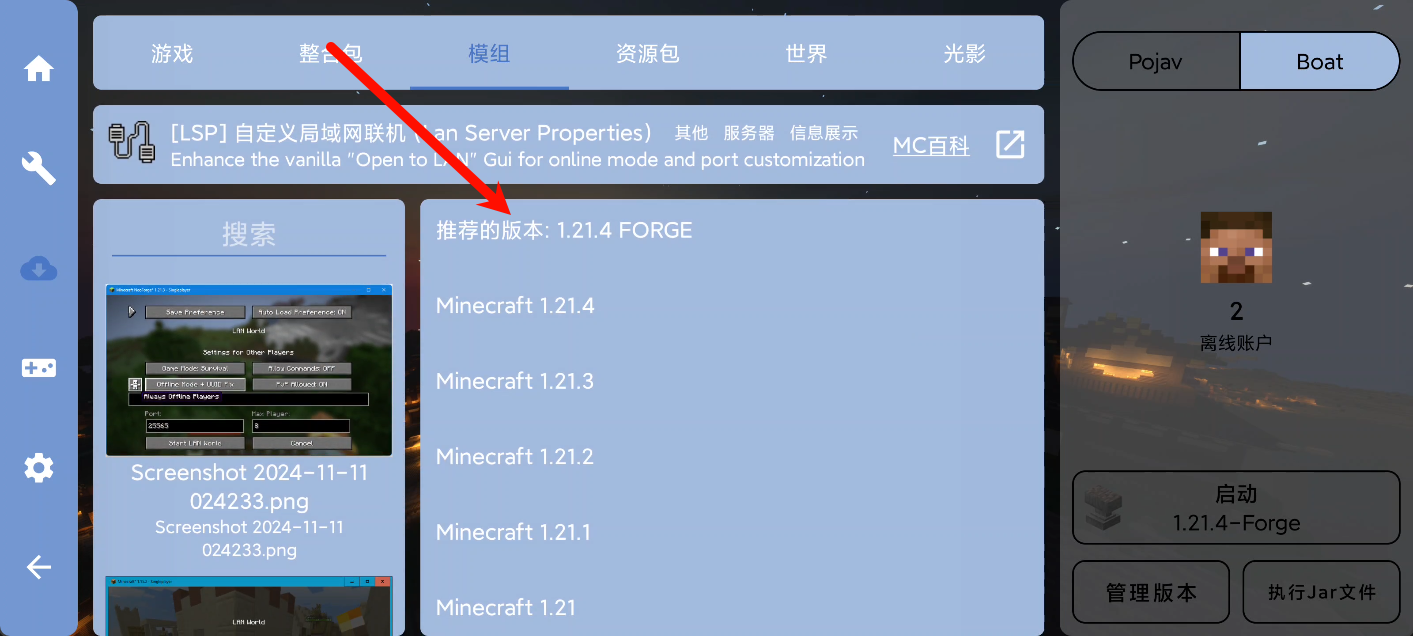 游戏
整合包
模组
资源包
世界
光影
Pojav
Boat
[LSP] 自定义局域网联机 (Lan Server Properties)
其他 服务器 信息展示
Enhance the vanilla "Open to LAN" Gui for online mode and port customization
MC百科
搜索
Save Preference
Auto Load Preference: ON
LAN World
Settings for Other Players
Game Mode: Survival
Allow Commands: OFF
Offline Mode + UUID Fix
PvP Allowed: ON
Always Offline Players
Port:
Max Player
25565
8
Start LAN World
Cancel
Screenshot 2024-11-11
024233.png
Screenshot 2024-11-11
024233.png
LAN World
推荐的版本: 1.21.4 FORGE
Minecraft 1.21.4
Minecraft 1.21.3
Minecraft 1.21.2
Minecraft 1.21.1
Minecraft 1.21
2
离线账户
启动
1.21.4-Forge
管理版本
执行Jar文件